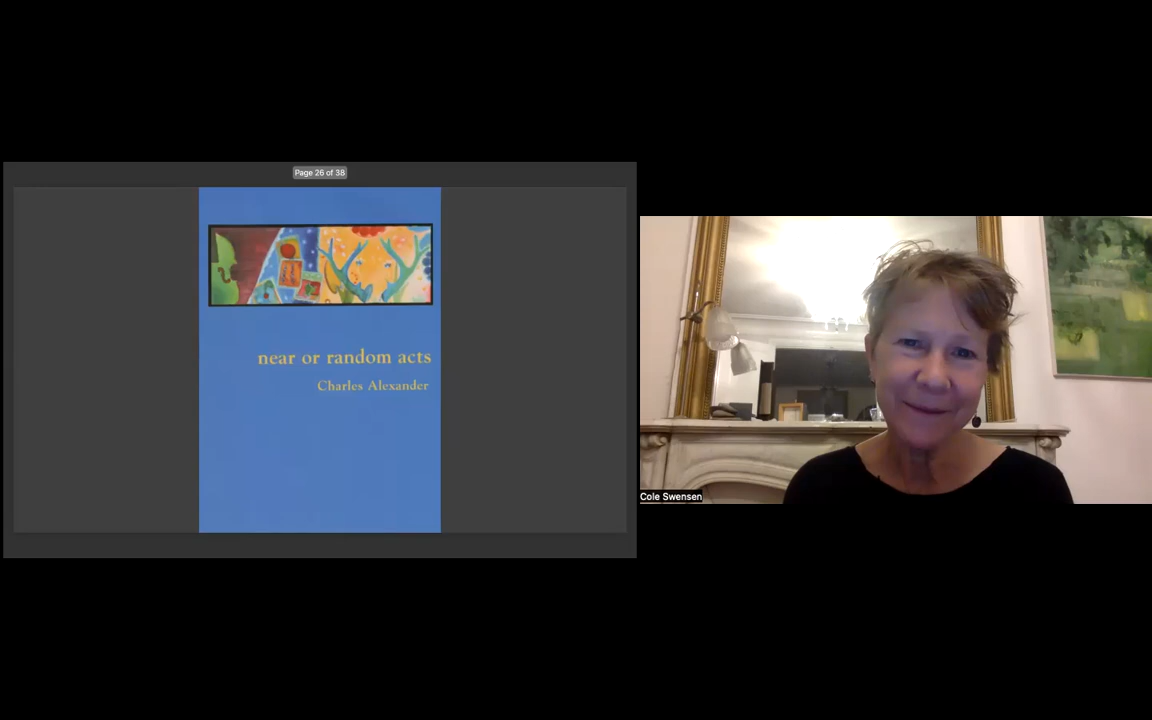 Page 26 of 38
near or random acts
Charles Alexander
Cole Swensen